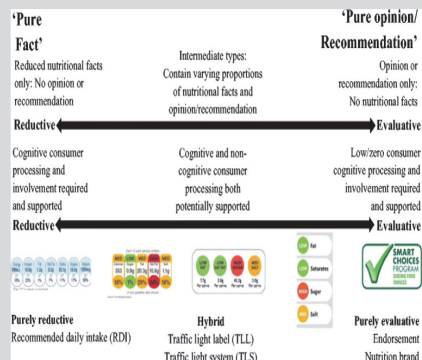 'Pure
Fact'
Reduced nutritional facts
only: No opinion or
recommendation
Intermediate types:
Contain varying proportions
of nutritional facts and
opinion/recommendation
'Pure opinion/
Recommendation'
Opinion or
recommendation only:
No nutritional facts
Reductive
Evaluative
Cognitive consumer
processing and
involvement required
and supported
Cognitive and non-
cognitive consumer
processing both
potentially supported
Low/zero consumer
cognitive processing and
involvement required
and supported
Reductive
Evaluative
LOW Fat
LOW Saturates
Sugar
MED Salt
SMART
CHOICES
PROGRAM
Purely reductive
Recommended daily intake (RDI)
Hybrid
Traffic light label (TLL)
Traffic light system (TLS)
Purely evaluative
Endorsement
Nutrition brand